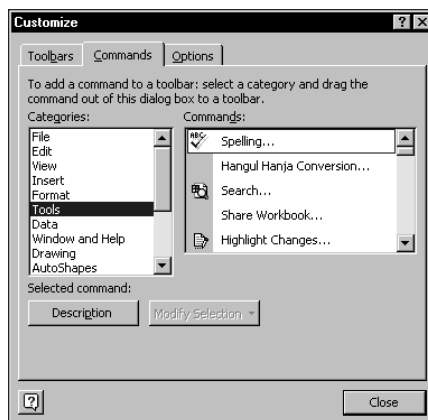 Customize
Toolbars Commands Options
To add a command to a toolbar: select a category and drag the
command out of this dialog box to a toolbar.
Categories:
File
Edit
View
Insert
Format
Tools
Data
Window and Help
Drawing
AutoShapes
Commands:
ABC Spelling...
Hangul Hanja Conversion...
Search...
Share Workbook...
Highlight Changes...
Selected command:
Description Modify Selection
Close